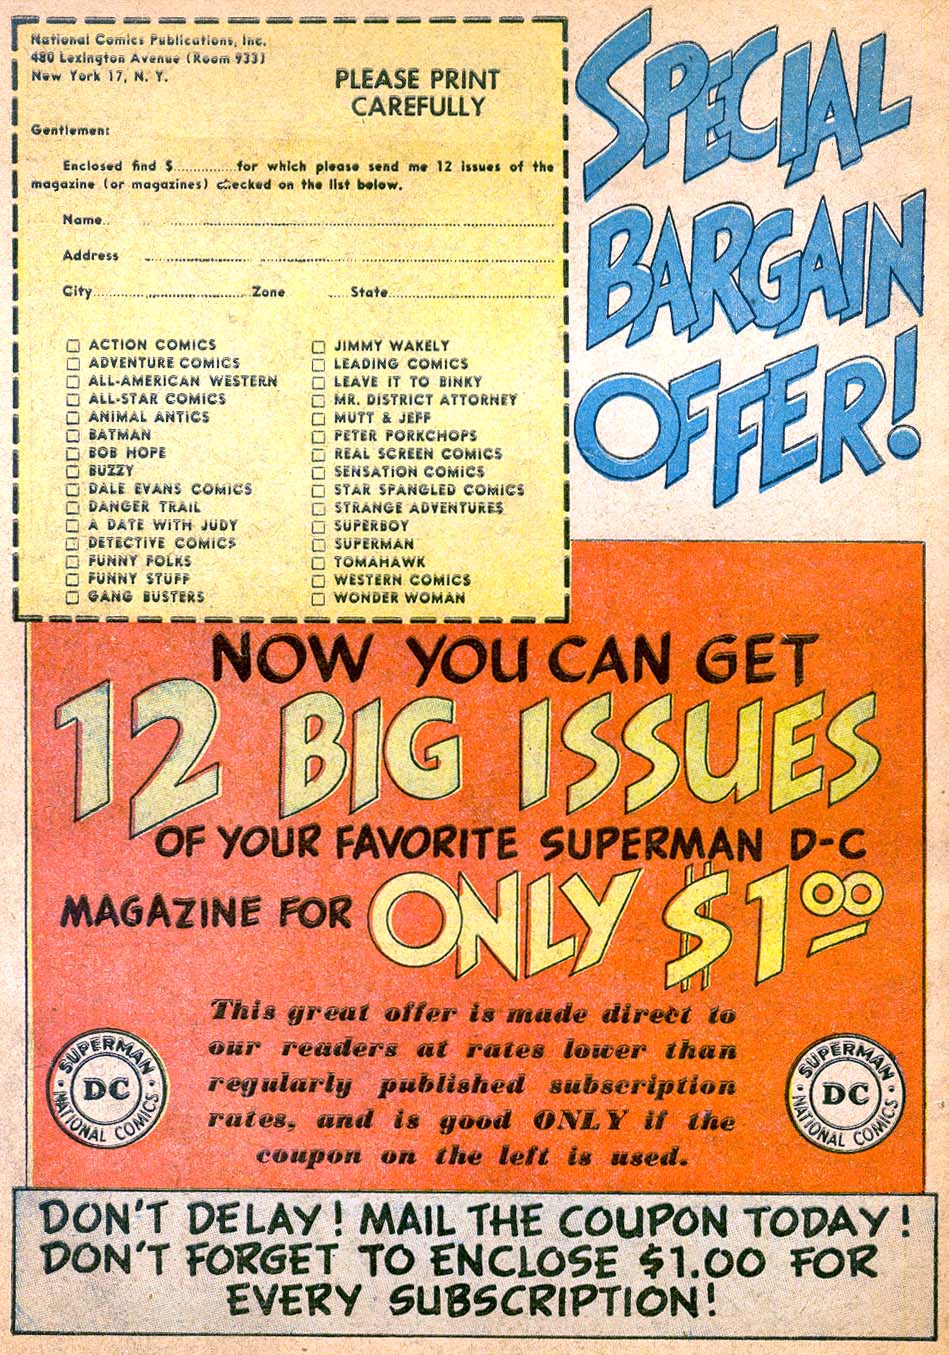 National Comics Publications, Inc.
480 Lexington Avenue (Room 933)
New York 17, N. Y.
PLEASE PRINT
CAREFULLY
Gentlemen:
Enclosed find $..............for which please send me 12 issues of the
magazine (or magazines) checked on the list below.
Name
Address
City Zone State
ACTION COMICS
ADVENTURE COMICS
ALL-AMERICAN WESTERN
ALL-STAR COMICS
ANIMAL ANTICS
BATMAN
BOB HOPE
BUZZY
DALE EVANS COMICS
DANGER TRAIL
A DATE WITH JUDY
DETECTIVE COMICS
FUNNY FOLKS
FUNNY STUFF
GANG BUSTERS
JIMMY WAKELY
LEADING COMICS
LEAVE IT TO BINKY
MR. DISTRICT ATTORNEY
MUTT & JEFF
PETER PORKCHOPS
REAL SCREEN COMICS
SENSATION COMICS
STAR SPANGLED COMICS
STRANGE ADVENTURES
SUPERBOY
SUPERMAN
TOMAHAWK
WESTERN COMICS
WONDER WOMAN
SPECIAL
BARGAIN
OFFER!
NOW YOU CAN GET
12 BIG ISSUES
OF YOUR FAVORITE SUPERMAN D-C
MAGAZINE FOR ONLY $1.00
This great offer is made direct to
our readers at rates lower than
regularly published subscription
rates, and is good ONLY if the
coupon on the left is used.
SUPERMAN
DC
NATIONAL COMICS
SUPERMAN
DC
NATIONAL COMICS
DON'T DELAY! MAIL THE COUPON TODAY!
DON'T FORGET TO ENCLOSE $1.00 FOR
EVERY SUBSCRIPTION!